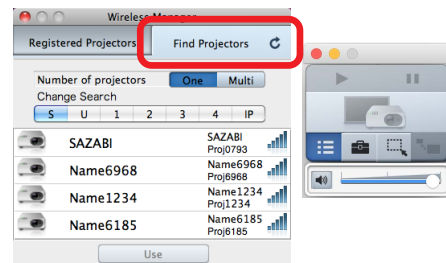 Wireless Manager
Registered Projectors Find Projectors
Number of projectors One Multi
Change Search
S U 1 2 3 4 IP
SAZABI SAZABI
Proj0793
Name6968 Name6968
Proj6968
Name1234 Name1234
Proj1234
Name6185 Name6185
Proj6185
Use